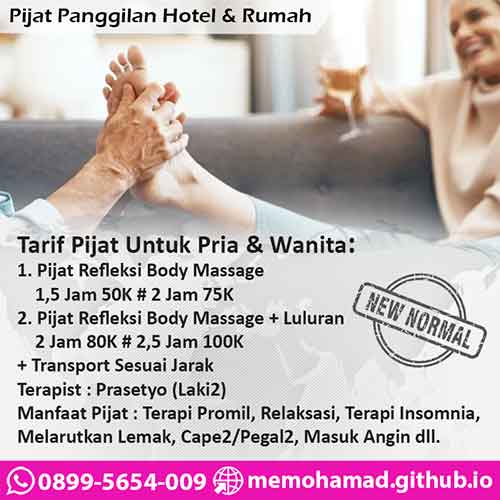 Pijat Panggilan Hotel & Rumah
Tarif Pijat Untuk Pria & Wanita:
1. Pijat Refleksi Body Massage
1,5 Jam 50K # 2 Jam 75K
2. Pijat Refleksi Body Massage + Luluran
2 Jam 80K # 2,5 Jam 100K
+ Transport Sesuai Jarak
Terapist : Prasetyo (Laki2)
Manfaat Pijat : Terapi Promil, Relaksasi, Terapi Insomnia,
Melarutkan Lemak, Cape2/Pegal2, Masuk Angin dll.
NEW NORMAL
0899-5654-009 memohamad.github.io